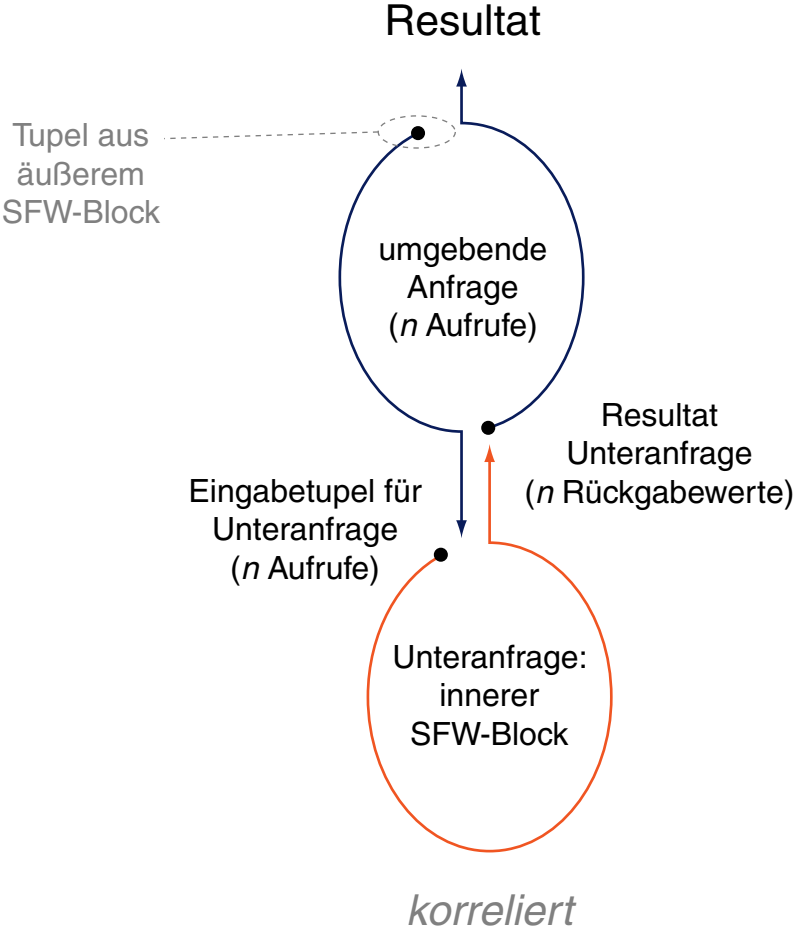 Resultat
Tupel aus
äußerem
SFW-Block
umgebende
Anfrage
(n Aufrufe)
Resultat
Unteranfrage
(n Rückgabewerte)
Eingabetupel für
Unteranfrage
(n Aufrufe)
Unteranfrage:
innerer
SFW-Block
korreliert